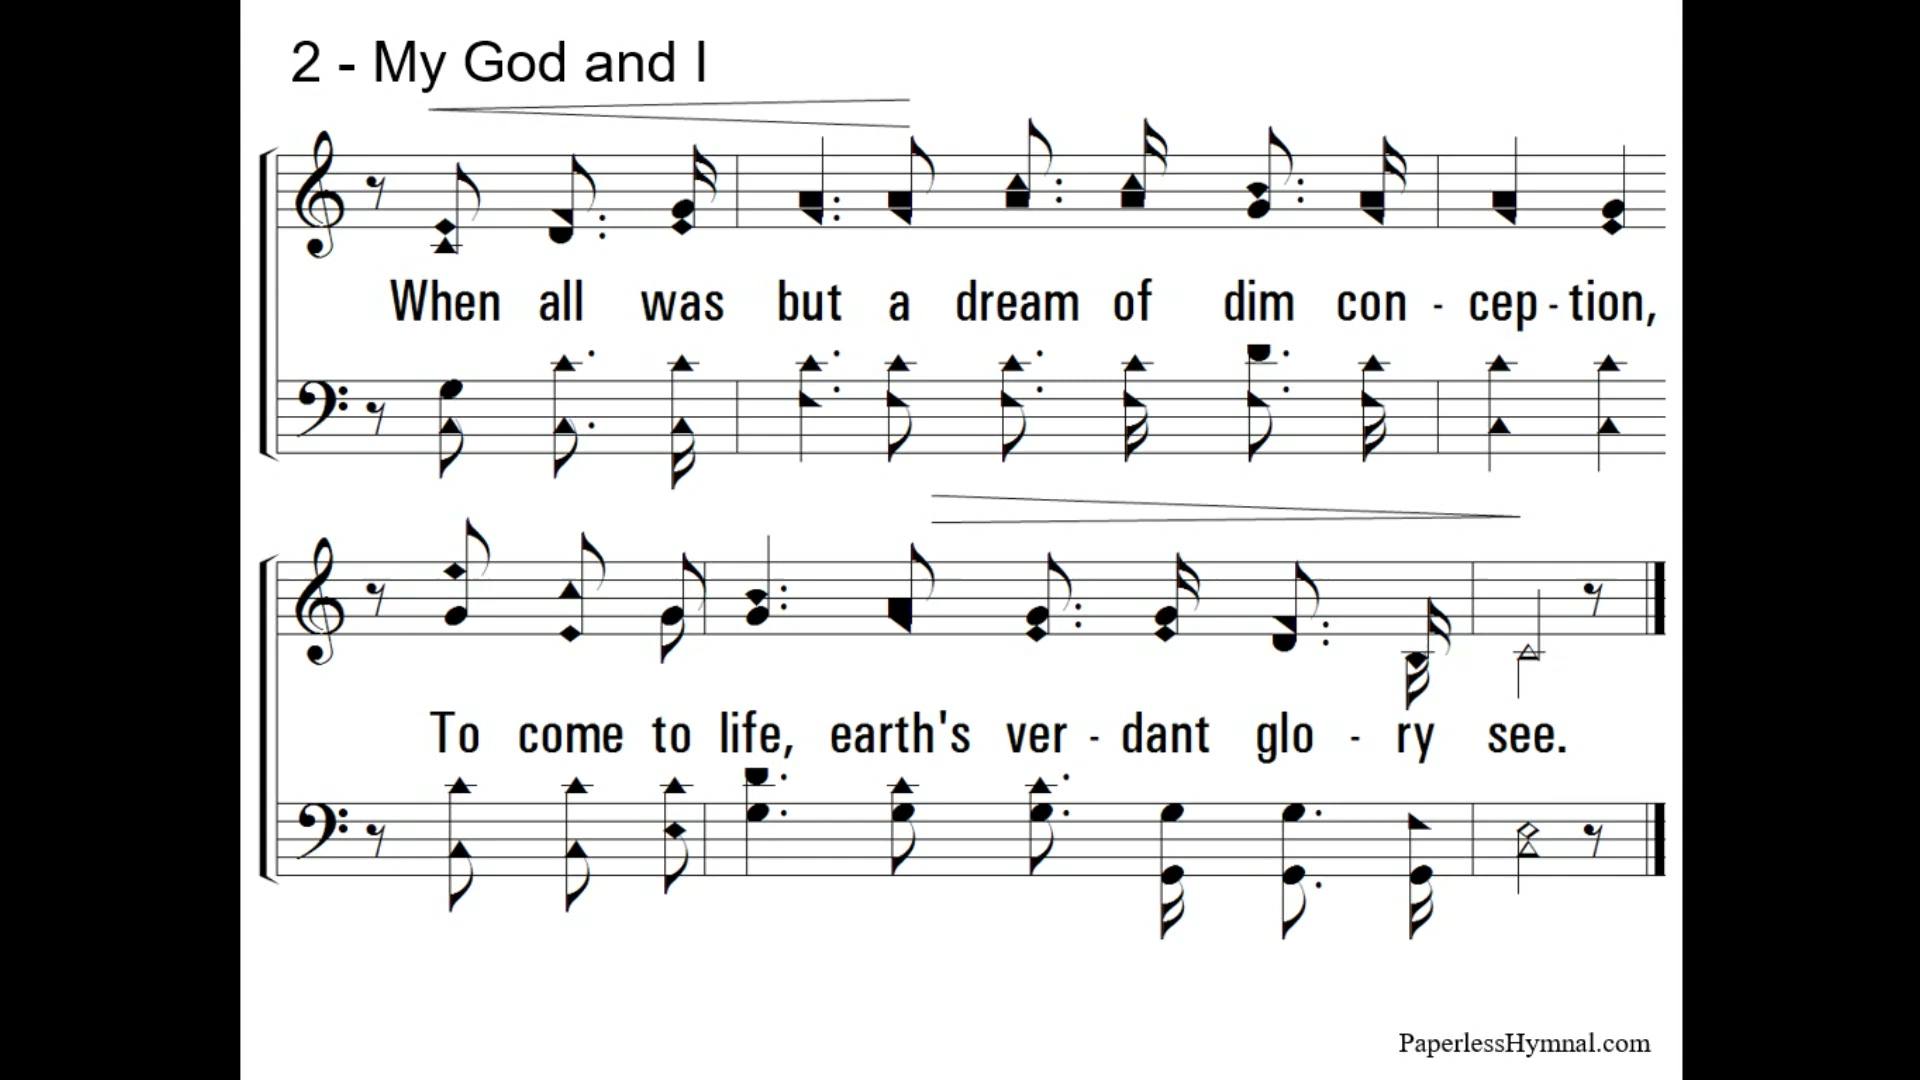 2 - My God and I
When all was but a dream of dim con - cep - tion,
To come to life, earth's ver - dant glo - ry see.
PaperlessHymnal.com